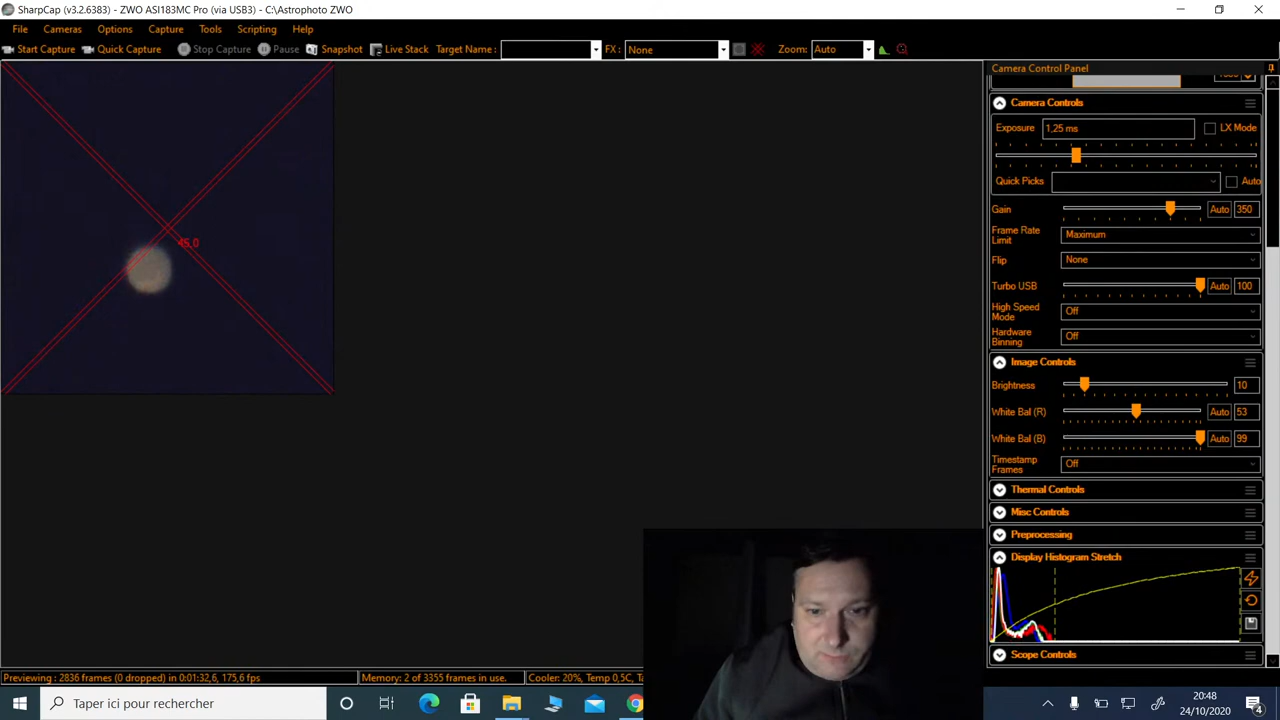 SharpCap (v3.2.6383) - ZWO ASI183MC Pro (via USB3) - C:\Astrophoto ZWO
File Cameras Options Capture Tools Scripting Help
Start Capture Quick Capture Stop Capture Pause Snapshot Live Stack Target Name : FX : None Zoom: Auto
Camera Control Panel
Camera Controls
Exposure 1,25 ms LX Mode
Quick Picks Auto
Gain Auto 350
Frame Rate
Limit Maximum
Flip None
Turbo USB Auto 100
High Speed
Mode Off
Hardware
Binning Off
Image Controls
Brightness 10
White Bal (R) Auto 53
White Bal (B) Auto 99
Timestamp
Frames Off
Thermal Controls
Misc Controls
Preprocessing
Display Histogram Stretch
Scope Controls
45,0
Previewing : 2836 frames (0 dropped) in 0:01:32,6, 175,6 fps Memory: 2 of 3355 frames in use. Cooler: 20%, Temp 0,5C,
Taper ici pour rechercher
20:48
24/10/2020
4